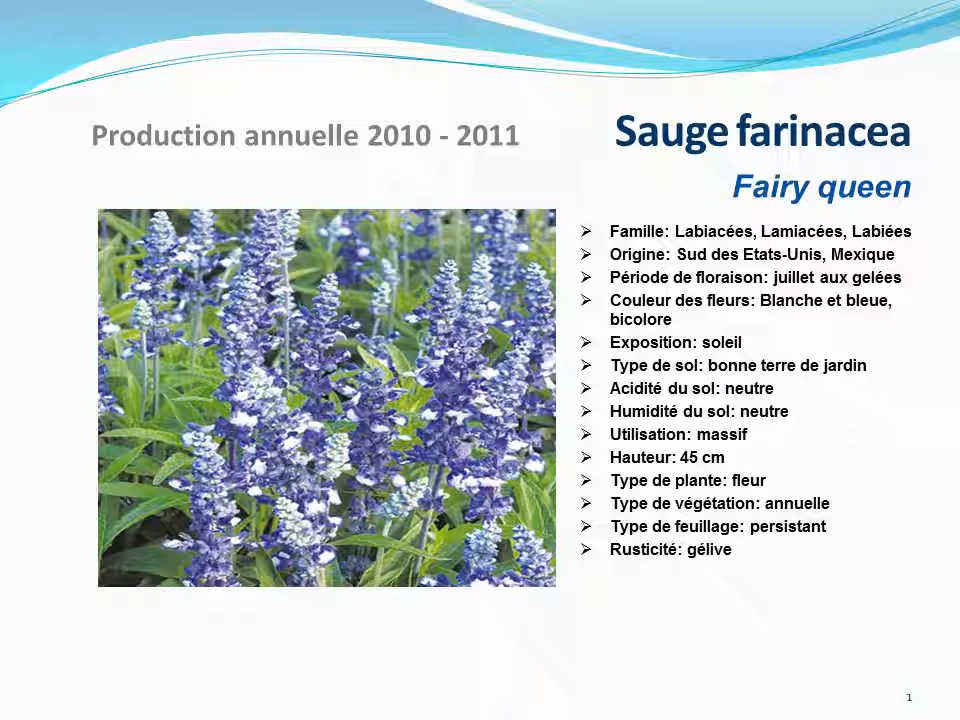 Production annuelle 2010 - 2011
Sauge farinacea
Fairy queen
➢ Famille: Labiacées, Lamiacées, Labiées
➢ Origine: Sud des Etats-Unis, Mexique
➢ Période de floraison: juillet aux gelées
➢ Couleur des fleurs: Blanche et bleue,
bicolore
➢ Exposition: soleil
➢ Type de sol: bonne terre de jardin
➢ Acidité du sol: neutre
➢ Humidité du sol: neutre
➢ Utilisation: massif
➢ Hauteur: 45 cm
➢ Type de plante: fleur
➢ Type de végétation: annuelle
➢ Type de feuillage: persistant
➢ Rusticité: gélive
1